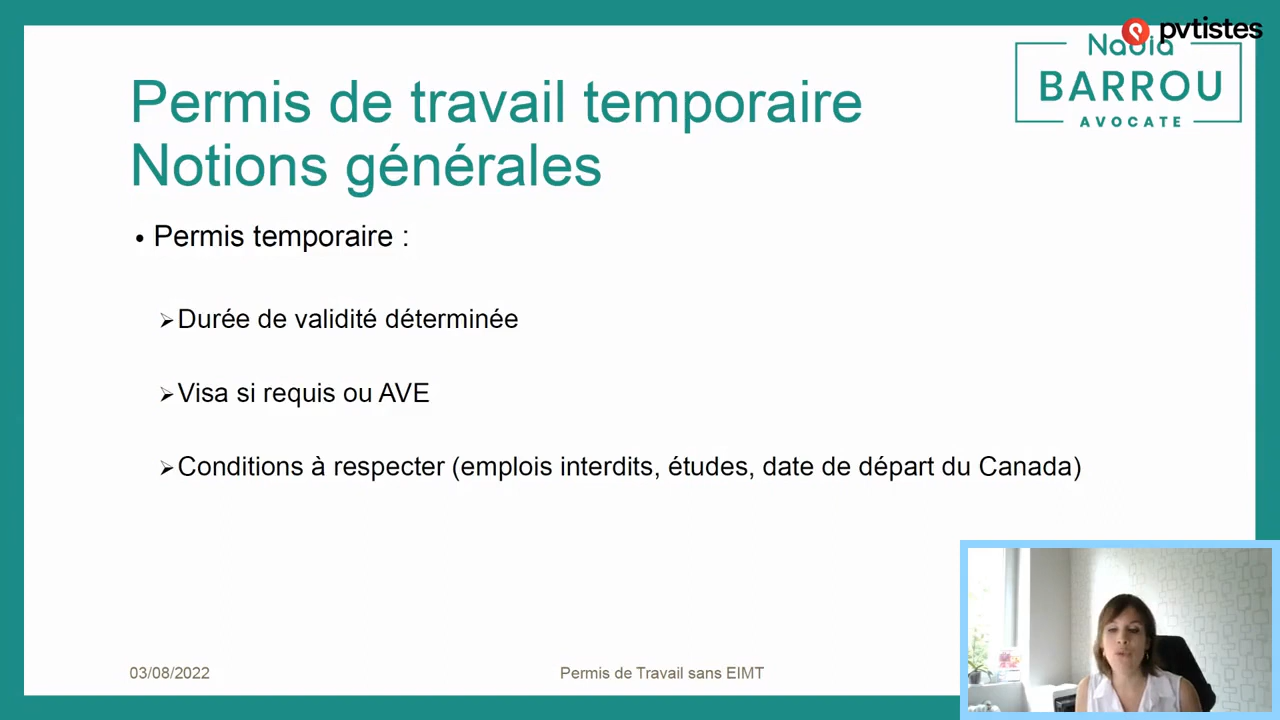 pvtistes
Nadia
BARROU
AVOCATE
Permis de travail temporaire
Notions générales
• Permis temporaire :
➢Durée de validité déterminée
➢Visa si requis ou AVE
➢Conditions à respecter (emplois interdits, études, date de départ du Canada)
03/08/2022
Permis de Travail sans EIMT